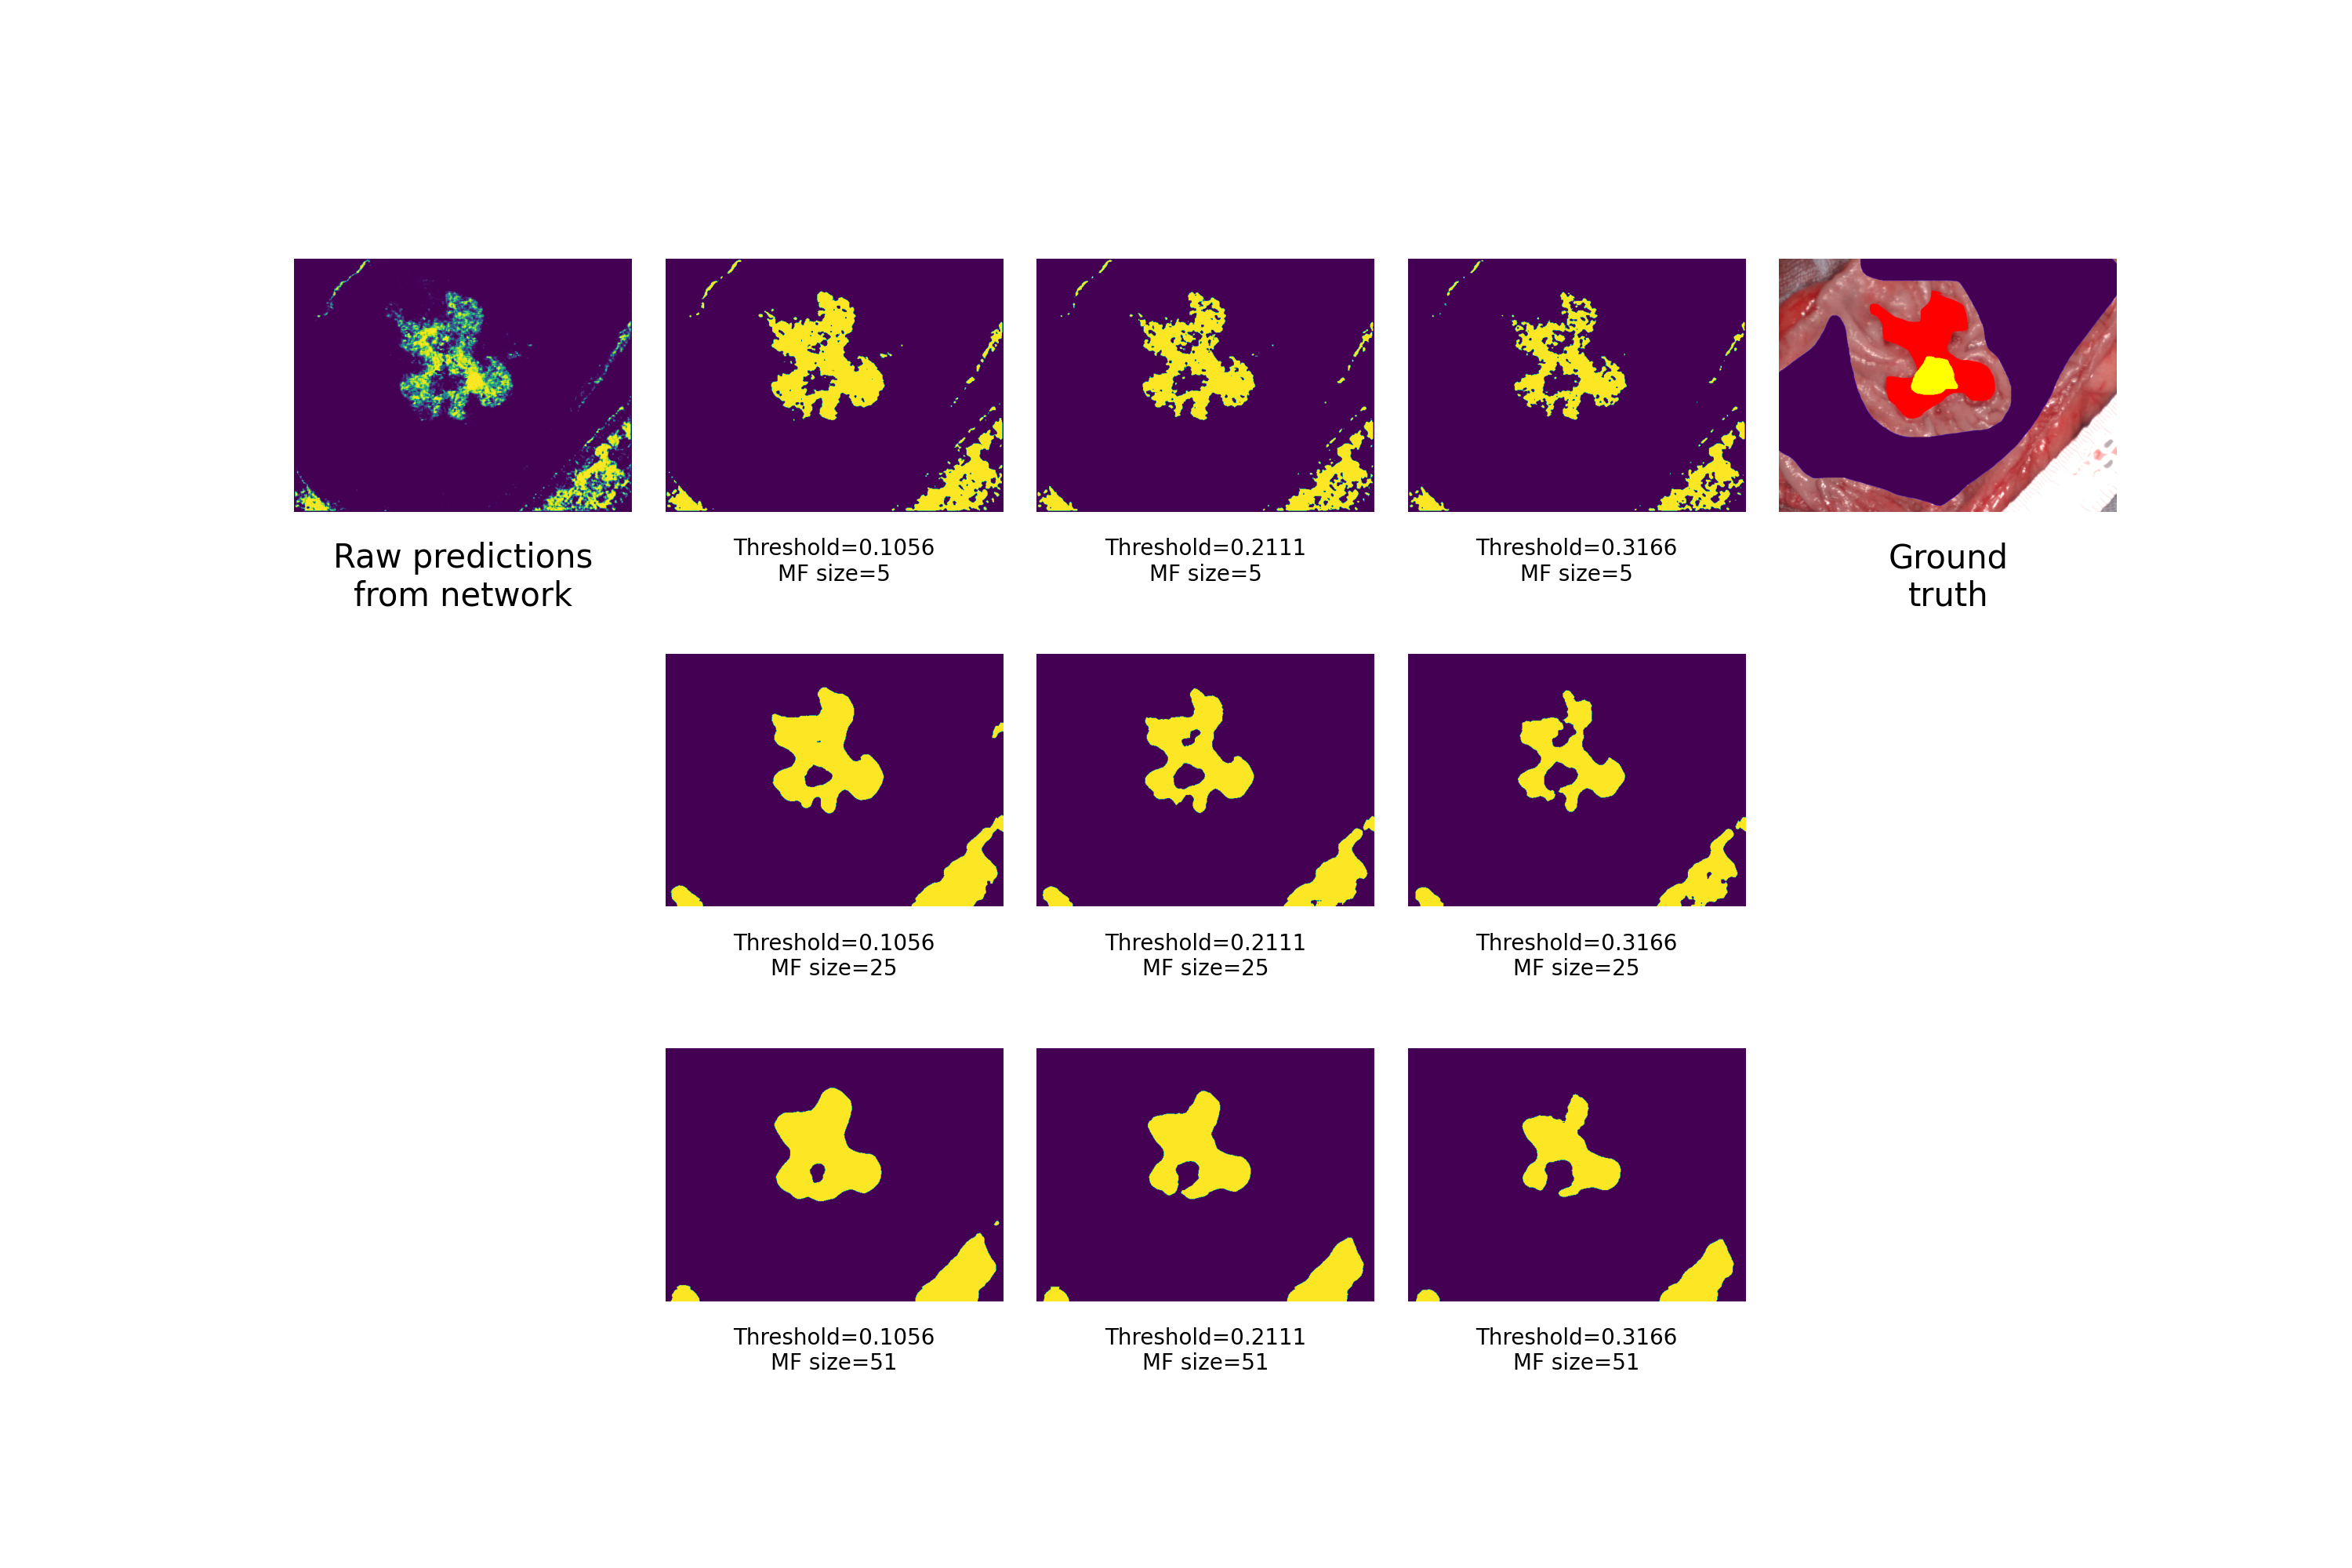 Raw predictions
from network
Threshold=0.1056
MF size=5
Threshold=0.2111
MF size=5
Threshold=0.3166
MF size=5
Ground
truth
Threshold=0.1056
MF size=25
Threshold=0.2111
MF size=25
Threshold=0.3166
MF size=25
Threshold=0.1056
MF size=51
Threshold=0.2111
MF size=51
Threshold=0.3166
MF size=51